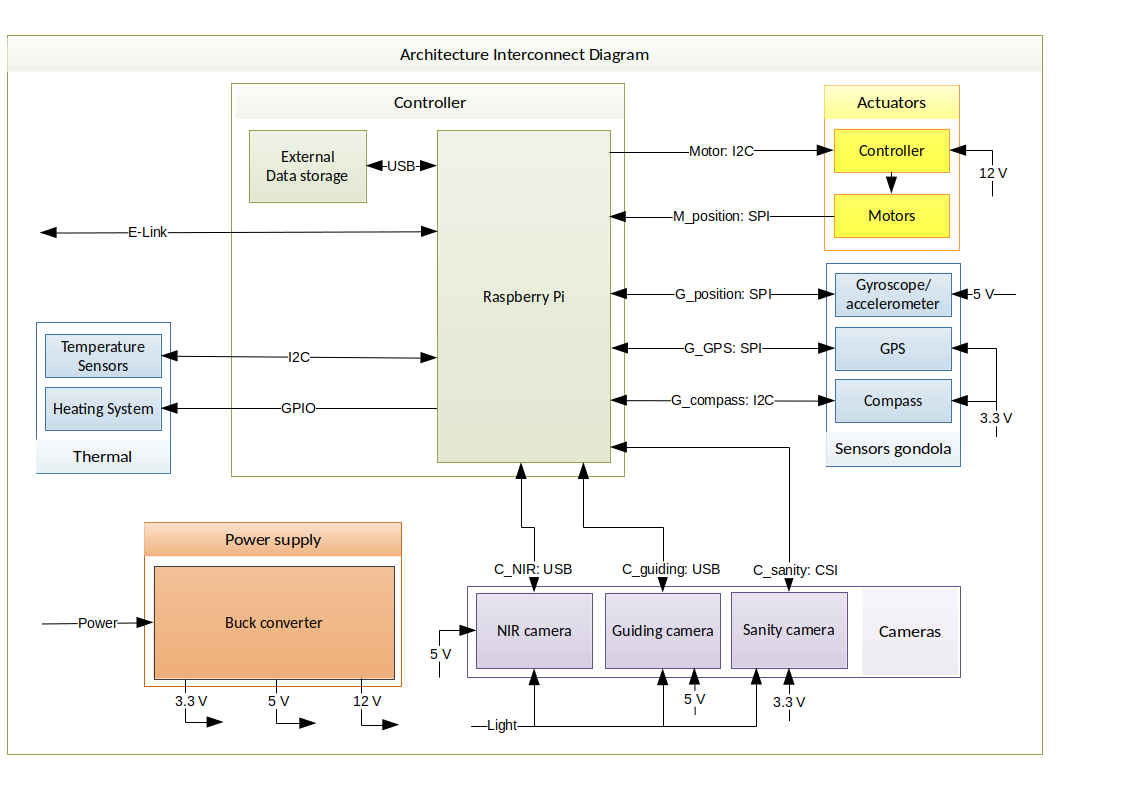 Architecture Interconnect Diagram
Controller
External
Data storage
USB
Raspberry Pi
E-Link
Motor: I2C
M_position: SPI
G_position: SPI
G_GPS: SPI
G_compass: I2C
Actuators
Controller
Motors
12 V
Gyroscope/
accelerometer
GPS
Compass
Sensors gondola
5 V
3.3 V
Temperature
Sensors
Heating System
Thermal
I2C
GPIO
Power supply
Buck converter
Power
3.3 V
5 V
12 V
C_NIR: USB
C_guiding: USB
C_sanity: CSI
NIR camera
Guiding camera
Sanity camera
Cameras
5 V
5 V
3.3 V
Light